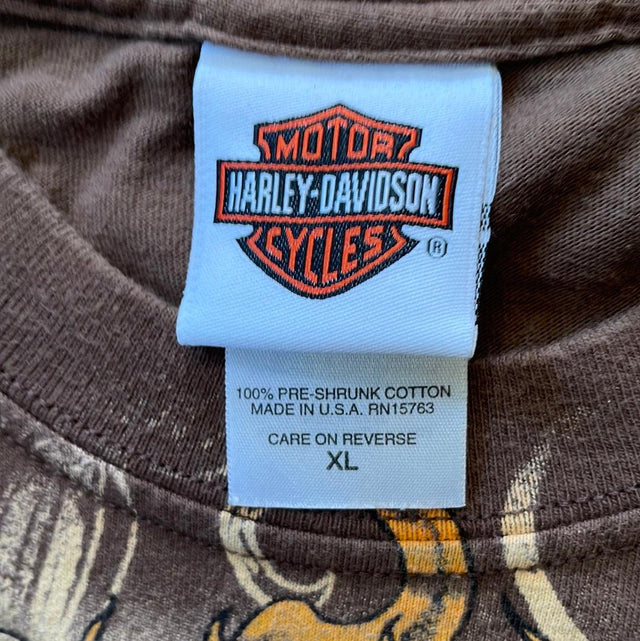 MOTOR
HARLEY-DAVIDSON
CYCLES
®
100% PRE-SHRUNK COTTON
MADE IN U.S.A. RN15763
CARE ON REVERSE
XL